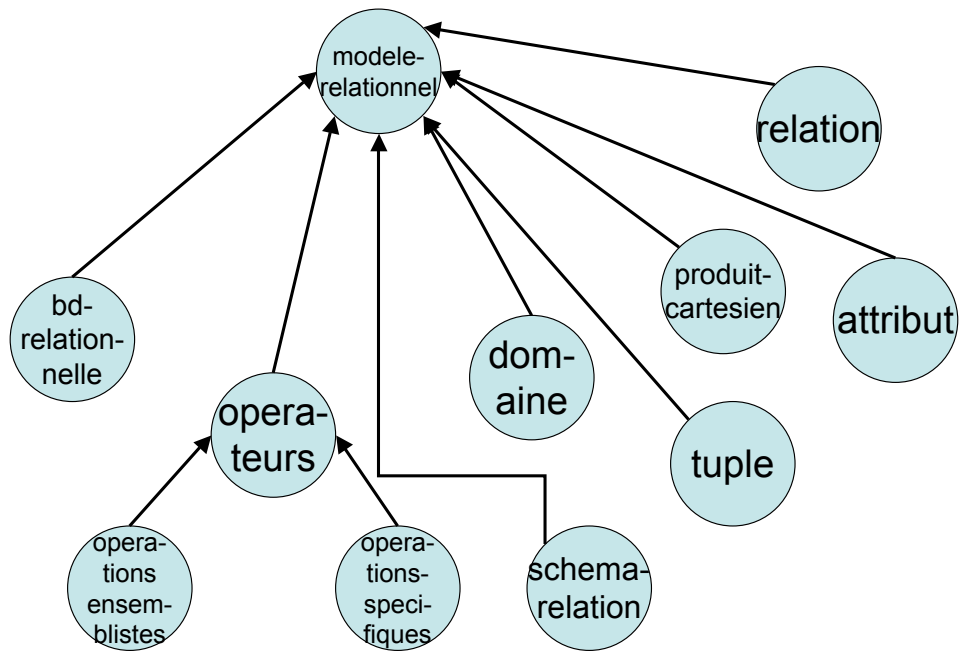 modele-
relationnel
relation
produit-
cartesien
attribut
bd-
relation-
nelle
dom-
aine
opera-
teurs
tuple
opera-
tions
ensem-
blistes
opera-
tions-
speci-
fiques
schema-
relation